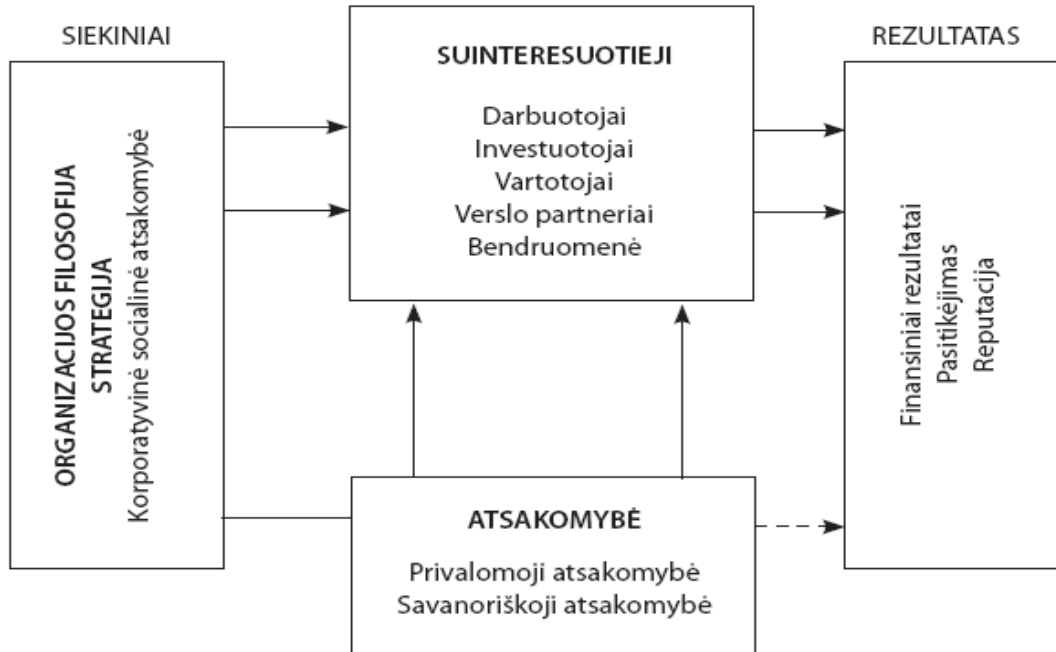 SIEKINIAI
ORGANIZACIJOS FILOSOFIJA
STRATEGIJA
Korporatyvinė socialinė atsakomybė
SUINTERESUOTIEJI
Darbuotojai
Investuotojai
Vartotojai
Verslo partneriai
Bendruomenė
ATSAKOMYBĖ
Privalomoji atsakomybė
Savanoriškoji atsakomybė
REZULTATAS
Finansiniai rezultatai
Pasitikėjimas
Reputacija